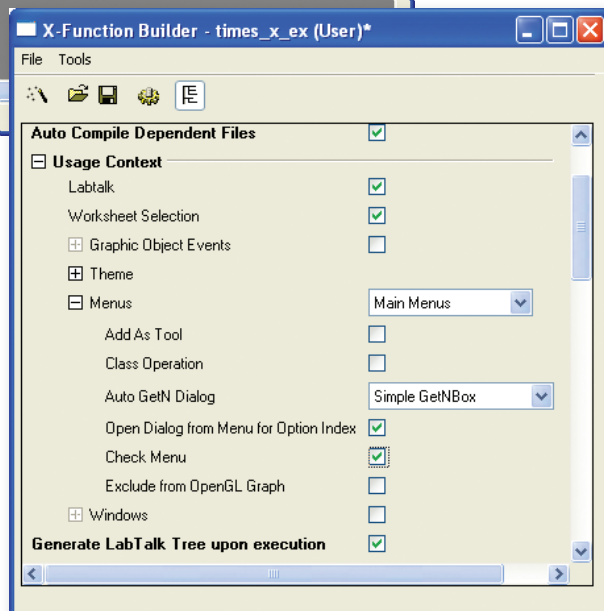 X-Function Builder - times_x_ex (User)*
File Tools
Auto Compile Dependent Files
Usage Context
Labtalk
Worksheet Selection
Graphic Object Events
Theme
Menus Main Menus
Add As Tool
Class Operation
Auto GetN Dialog Simple GetNBox
Open Dialog from Menu for Option Index
Check Menu
Exclude from OpenGL Graph
Windows
Generate LabTalk Tree upon execution